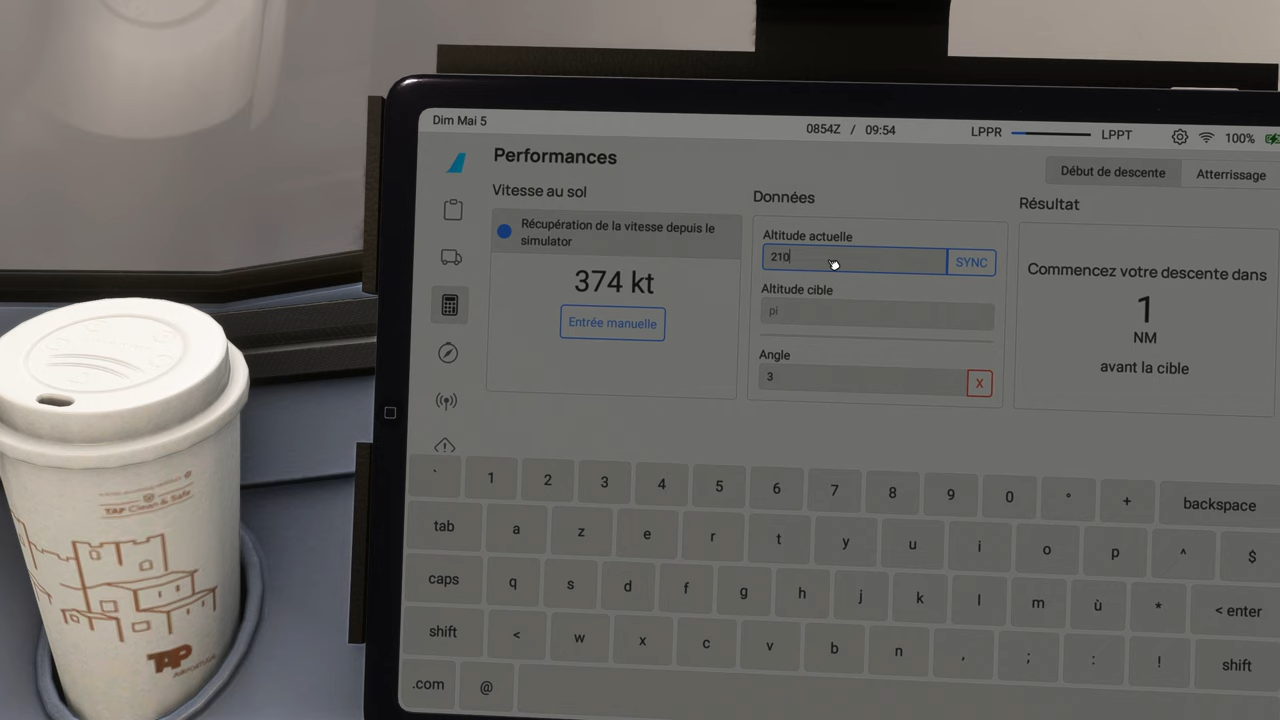 Dim Mai 5
0854Z / 09:54
LPPR
LPPT
100%
Performances
Début de descente
Atterrissage
Vitesse au sol
Récupération de la vitesse depuis le
simulator
374 kt
Entrée manuelle
Données
Altitude actuelle
210
SYNC
Altitude cible
pi
Angle
3
X
Résultat
Commencez votre descente dans
1
NM
avant la cible
` 1 2 3 4 5 6 7 8 9 0 ° + backspace
tab a z e r t y u i o p ^ $
caps q s d f g h j k l m ù * < enter
shift < w x c v b n , ; : ! shift
.com @
TAP Clean & Safe
TAP